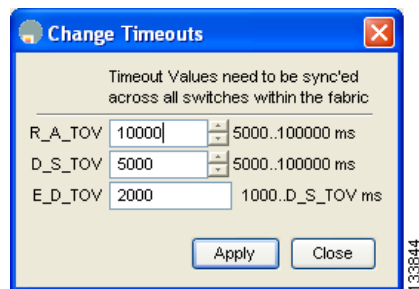 Change Timeouts
Timeout Values need to be sync'ed
across all switches within the fabric
R_A_TOV 10000 5000..100000 ms
D_S_TOV 5000 5000..100000 ms
E_D_TOV 2000 1000..D_S_TOV ms
Apply Close
133844